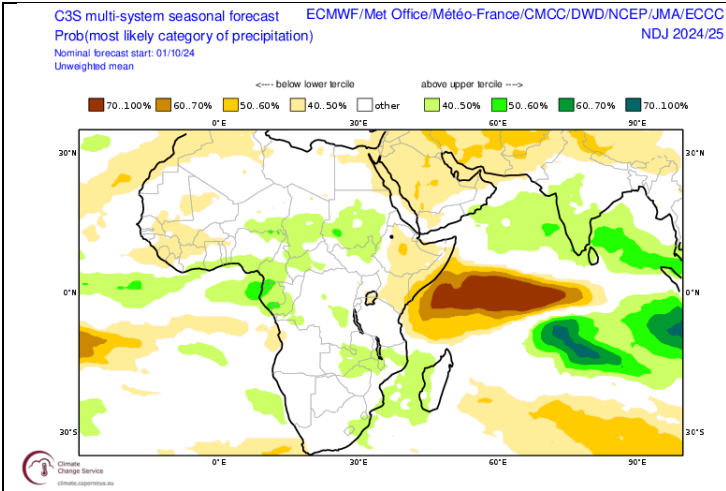 C3S multi-system seasonal forecast ECMWF/Met Office/Météo-France/CMCC/DWD/NCEP/JMA/ECCC
Prob(most likely category of precipitation) NDJ 2024/25
Nominal forecast start: 01/10/24
Unweighted mean
<---- below lower tercile above upper tercile ---->
70..100% 60..70% 50..60% 40..50% other 40..50% 50..60% 60..70% 70..100%
0°E 30°E 60°E 90°E
30°N 30°N
0°N 0°N
30°S 30°S
0°E 30°E 60°E 90°E
Climate
Change Service
climate.copernicus.eu